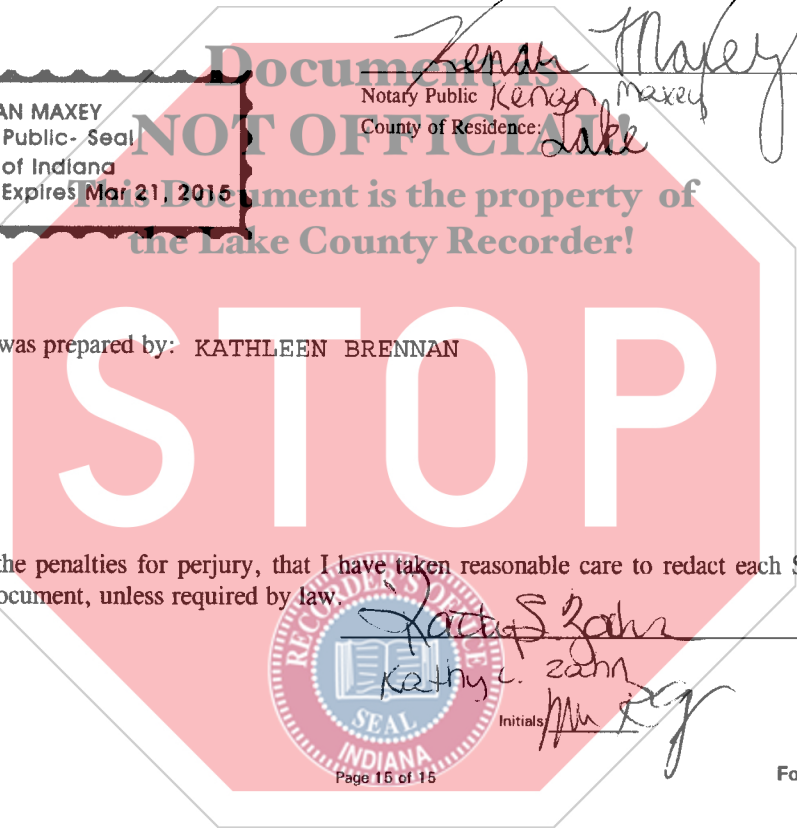 Kenan Maxey
AN MAXEY
Public- Seal
of Indiana
Expires Mar 21, 2015
Notary Public Kenan Maxey
County of Residence: Lake
Document is
NOT OFFICIAL!
This Document is the property of
the Lake County Recorder!
STOP
was prepared by: KATHLEEN BRENNAN
the penalties for perjury, that I have taken reasonable care to redact each S
ocument, unless required by law.
Kathy L. Zahn
RECORDER'S OFFICE
SEAL
INDIANA
Initials
Page 15 of 15
Fo